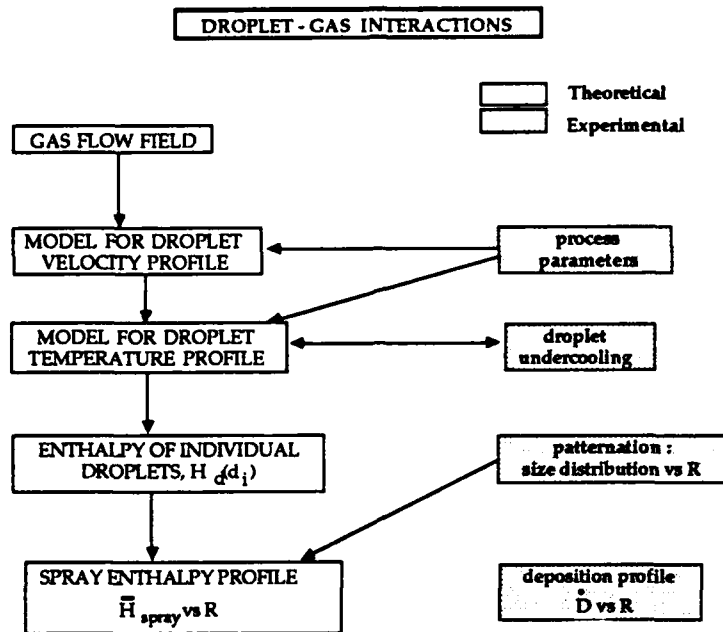 DROPLET - GAS INTERACTIONS
Theoretical
Experimental
GAS FLOW FIELD
MODEL FOR DROPLET
VELOCITY PROFILE
process
parameters
MODEL FOR DROPLET
TEMPERATURE PROFILE
droplet
undercooling
ENTHALPY OF INDIVIDUAL
DROPLETS, H d(d i)
patternation :
size distribution vs R
SPRAY ENTHALPY PROFILE
H̅ spray vs R
deposition profile
Ḋ vs R